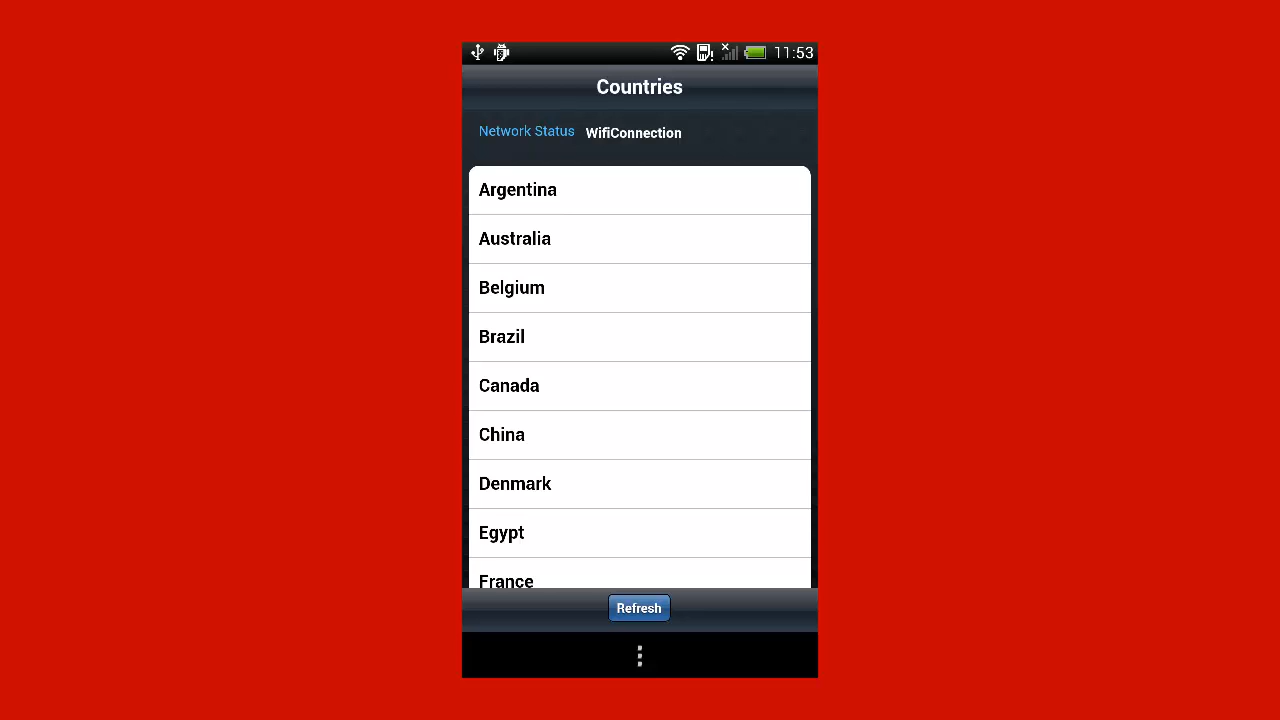 11:53
Countries
Network Status WifiConnection
Argentina
Australia
Belgium
Brazil
Canada
China
Denmark
Egypt
France
Refresh